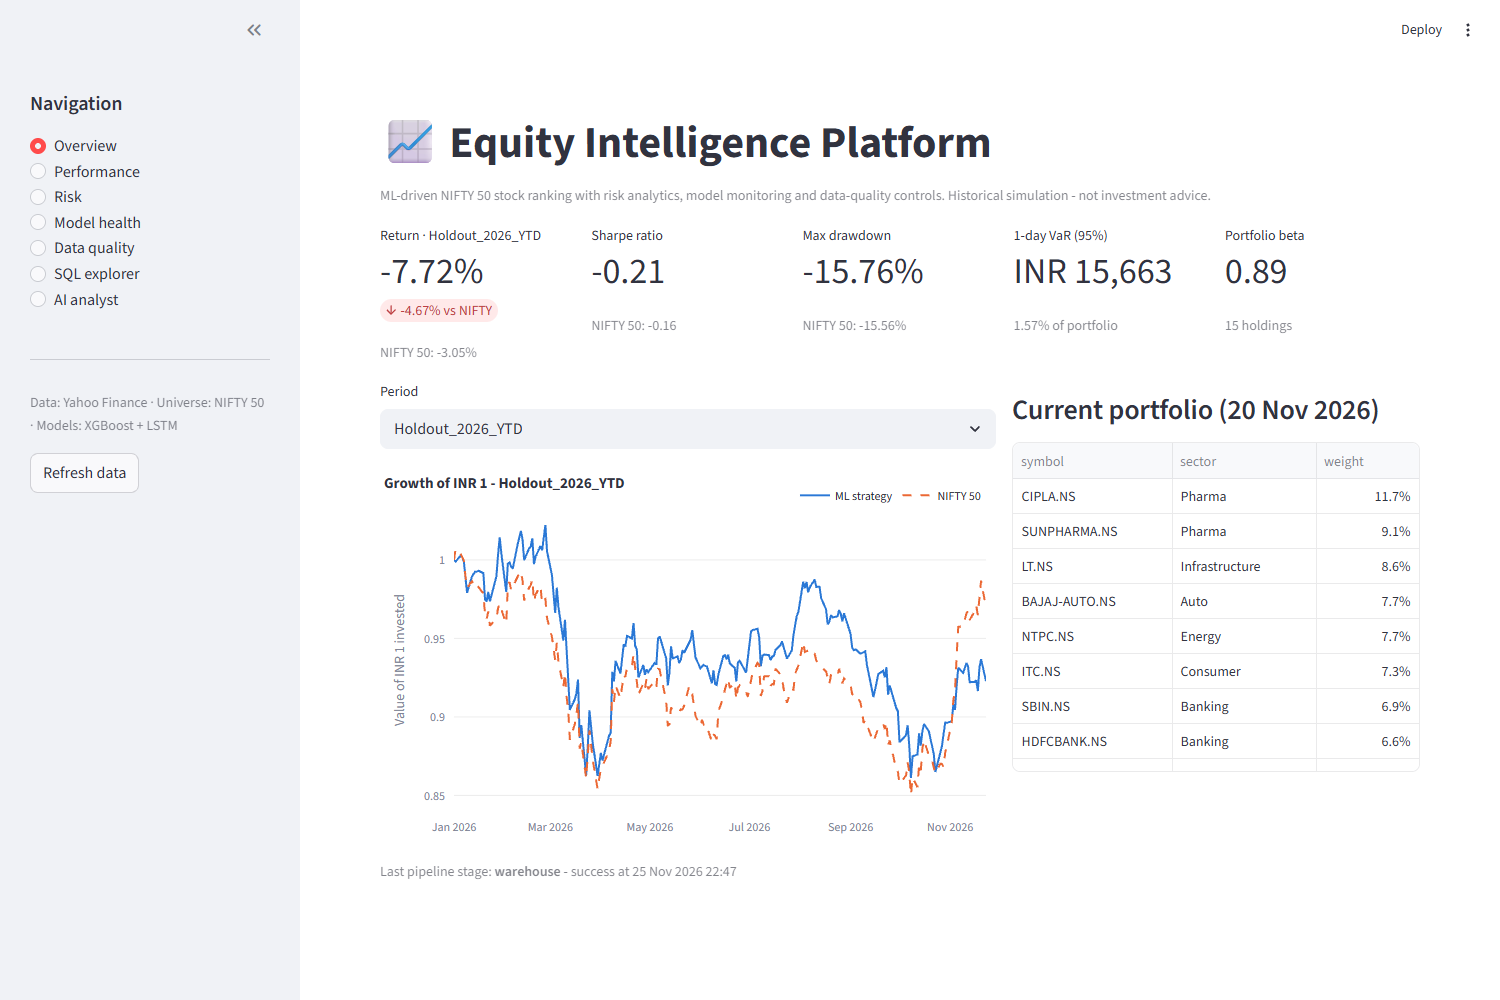 Deploy
Navigation
Overview
Performance
Risk
Model health
Data quality
SQL explorer
AI analyst
Data: Yahoo Finance · Universe: NIFTY 50
· Models: XGBoost + LSTM
Refresh data
Equity Intelligence Platform
ML-driven NIFTY 50 stock ranking with risk analytics, model monitoring and data-quality controls. Historical simulation - not investment advice.
Return · Holdout_2026_YTD
-7.72%
↓ -4.67% vs NIFTY
NIFTY 50: -3.05%
Sharpe ratio
-0.21
NIFTY 50: -0.16
Max drawdown
-15.76%
NIFTY 50: -15.56%
1-day VaR (95%)
INR 15,663
1.57% of portfolio
Portfolio beta
0.89
15 holdings
Period
Holdout_2026_YTD
Growth of INR 1 - Holdout_2026_YTD
ML strategy NIFTY 50
Value of INR 1 invested
1
0.95
0.9
0.85
Jan 2026 Mar 2026 May 2026 Jul 2026 Sep 2026 Nov 2026
Last pipeline stage: warehouse - success at 25 Nov 2026 22:47
Current portfolio (20 Nov 2026)
symbol sector weight
CIPLA.NS Pharma 11.7%
SUNPHARMA.NS Pharma 9.1%
LT.NS Infrastructure 8.6%
BAJAJ-AUTO.NS Auto 7.7%
NTPC.NS Energy 7.7%
ITC.NS Consumer 7.3%
SBIN.NS Banking 6.9%
HDFCBANK.NS Banking 6.6%